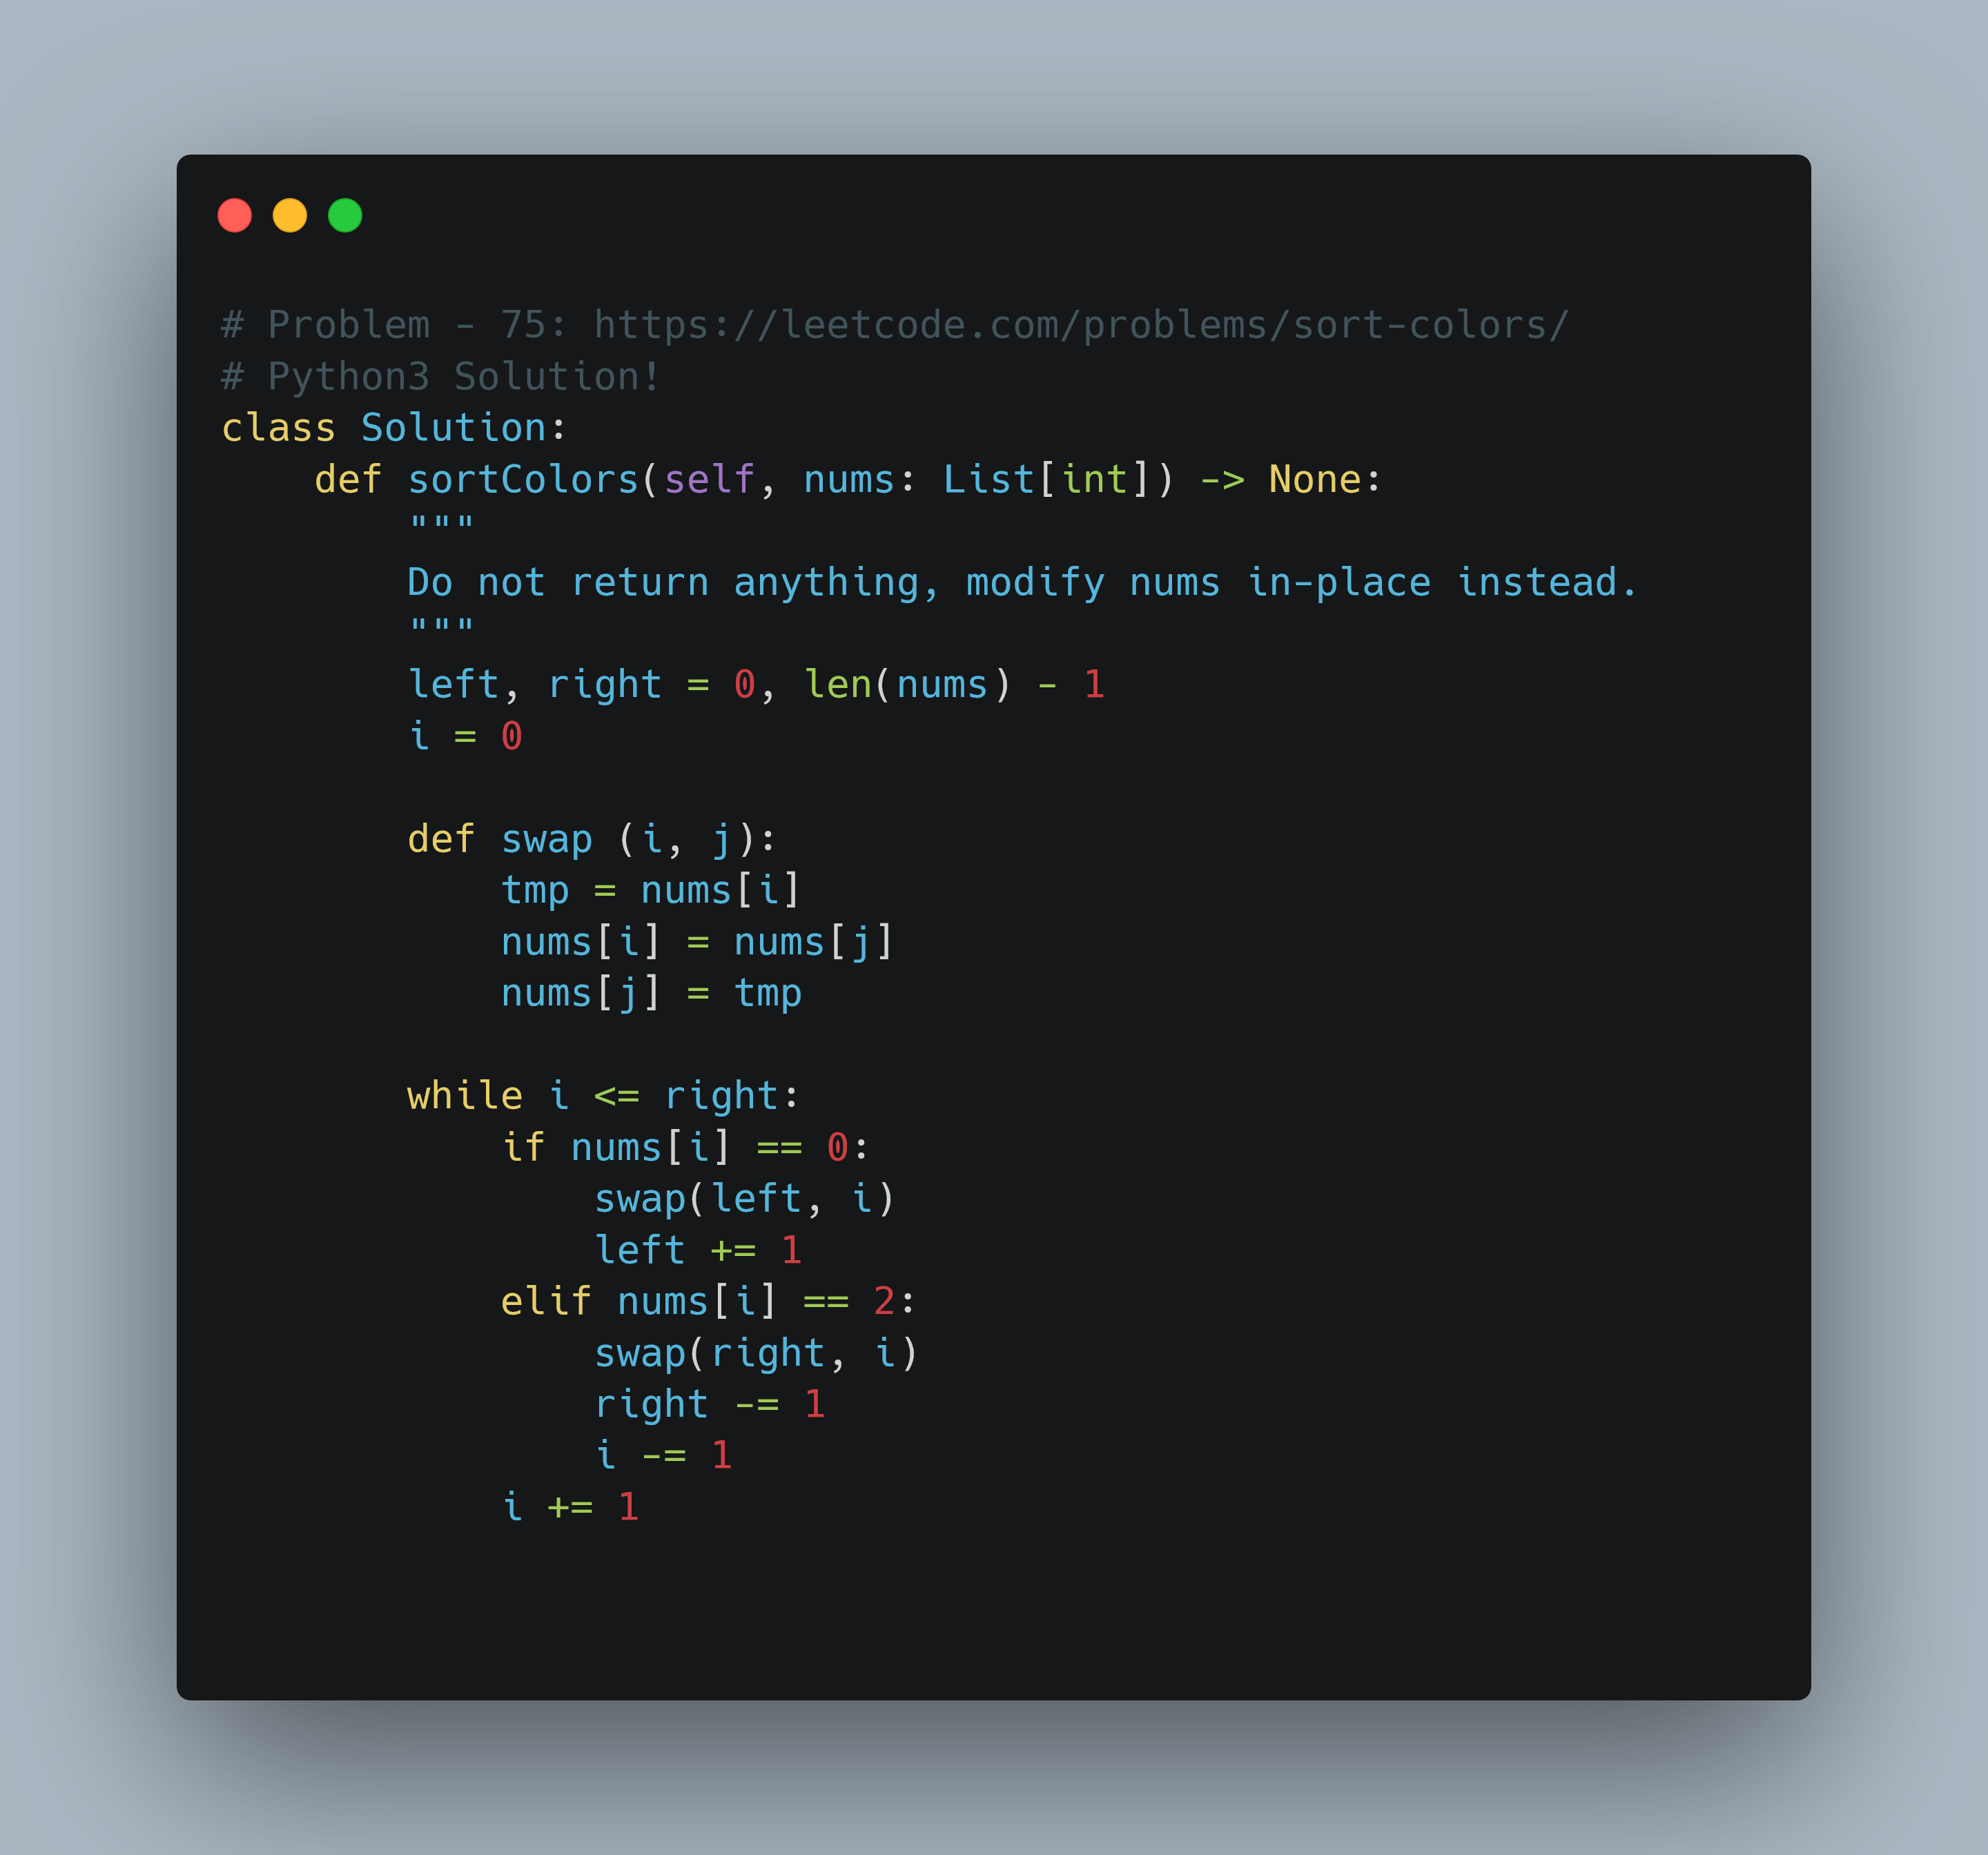 # Problem - 75: https://leetcode.com/problems/sort-colors/
# Python3 Solution!
class Solution:
    def sortColors(self, nums: List[int]) -> None:
        """
        Do not return anything, modify nums in-place instead.
        """
        left, right = 0, len(nums) - 1
        i = 0

        def swap (i, j):
            tmp = nums[i]
            nums[i] = nums[j]
            nums[j] = tmp

        while i <= right:
            if nums[i] == 0:
                swap(left, i)
                left += 1
            elif nums[i] == 2:
                swap(right, i)
                right -= 1
                i -= 1
            i += 1